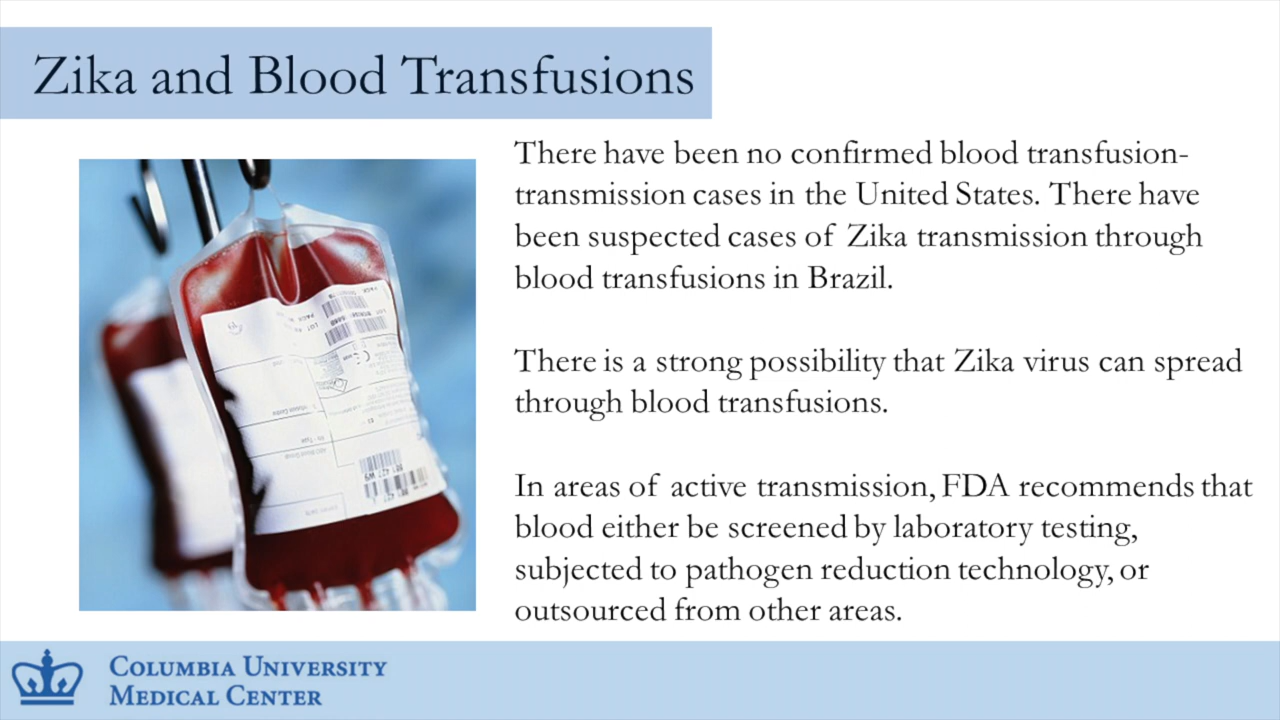 Zika and Blood Transfusions
There have been no confirmed blood transfusion-
transmission cases in the United States. There have
been suspected cases of Zika transmission through
blood transfusions in Brazil.
There is a strong possibility that Zika virus can spread
through blood transfusions.
In areas of active transmission, FDA recommends that
blood either be screened by laboratory testing,
subjected to pathogen reduction technology, or
outsourced from other areas.
COLUMBIA UNIVERSITY
MEDICAL CENTER